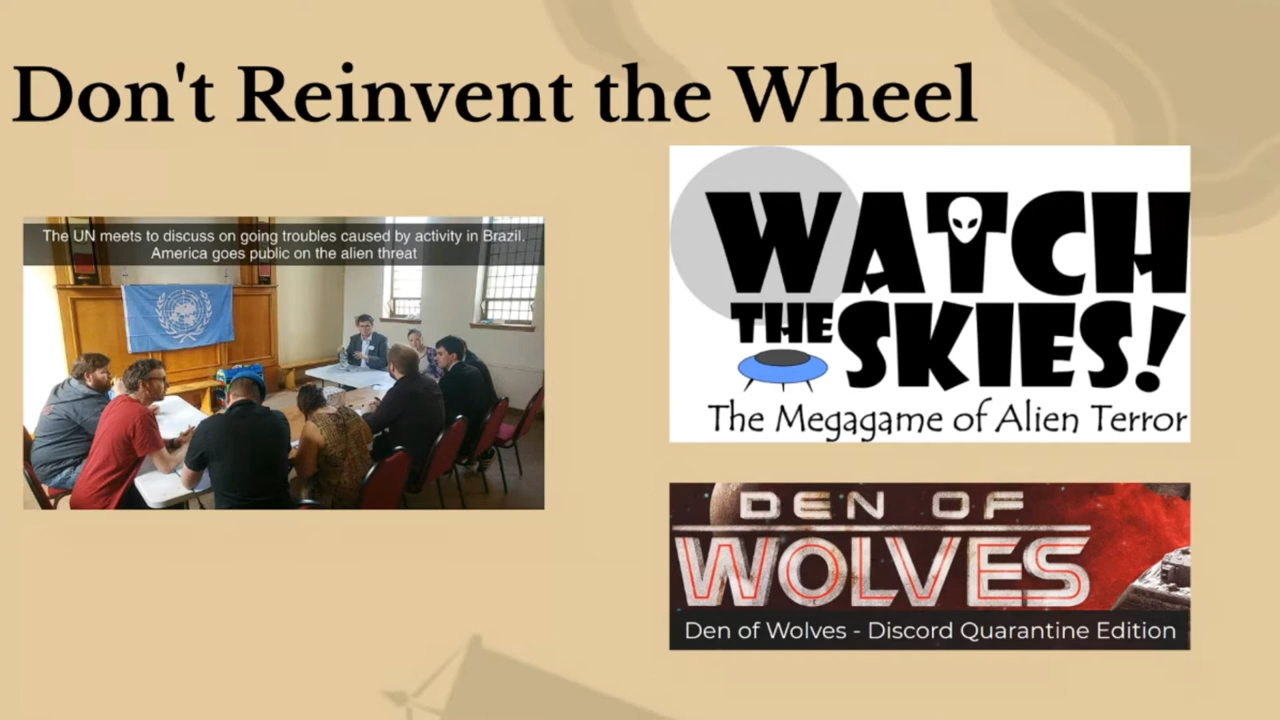 Don't Reinvent the Wheel
The UN meets to discuss on going troubles caused by activity in Brazil.
America goes public on the alien threat
WATCH
THE SKIES!
The Megagame of Alien Terror
DEN OF
WOLVES
Den of Wolves - Discord Quarantine Edition